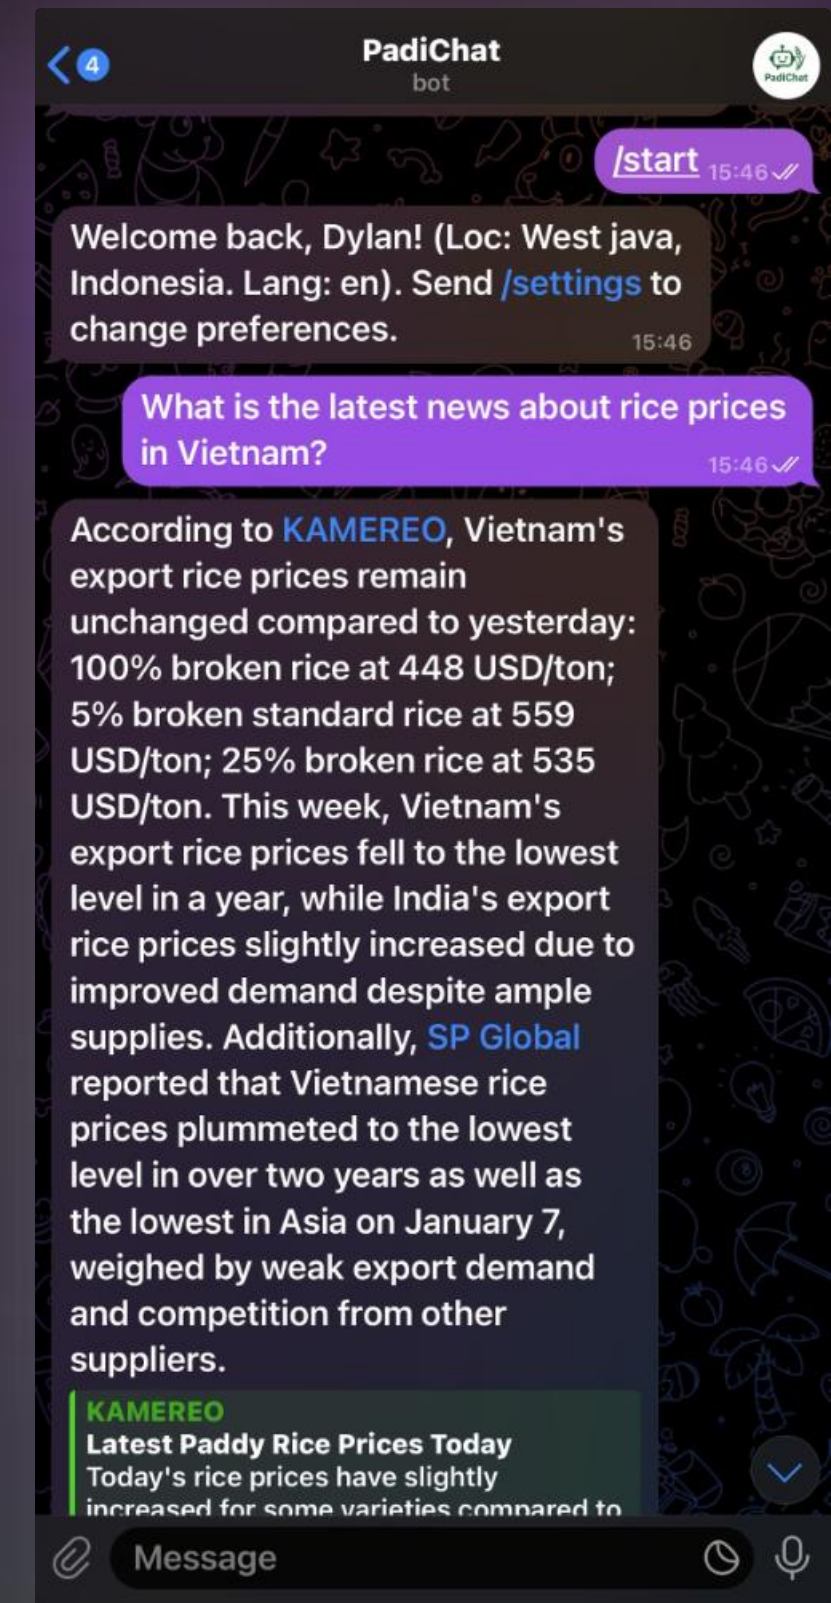 4
PadiChat
bot
PadiChat
/start 15:46
Welcome back, Dylan! (Loc: West java,
Indonesia. Lang: en). Send /settings to
change preferences.
15:46
What is the latest news about rice prices
in Vietnam?
15:46
According to KAMEREO, Vietnam's
export rice prices remain
unchanged compared to yesterday:
100% broken rice at 448 USD/ton;
5% broken standard rice at 559
USD/ton; 25% broken rice at 535
USD/ton. This week, Vietnam's
export rice prices fell to the lowest
level in a year, while India's export
rice prices slightly increased due to
improved demand despite ample
supplies. Additionally, SP Global
reported that Vietnamese rice
prices plummeted to the lowest
level in over two years as well as
the lowest in Asia on January 7,
weighed by weak export demand
and competition from other
suppliers.
KAMEREO
Latest Paddy Rice Prices Today
Today's rice prices have slightly
increased for some varieties compared to
Message